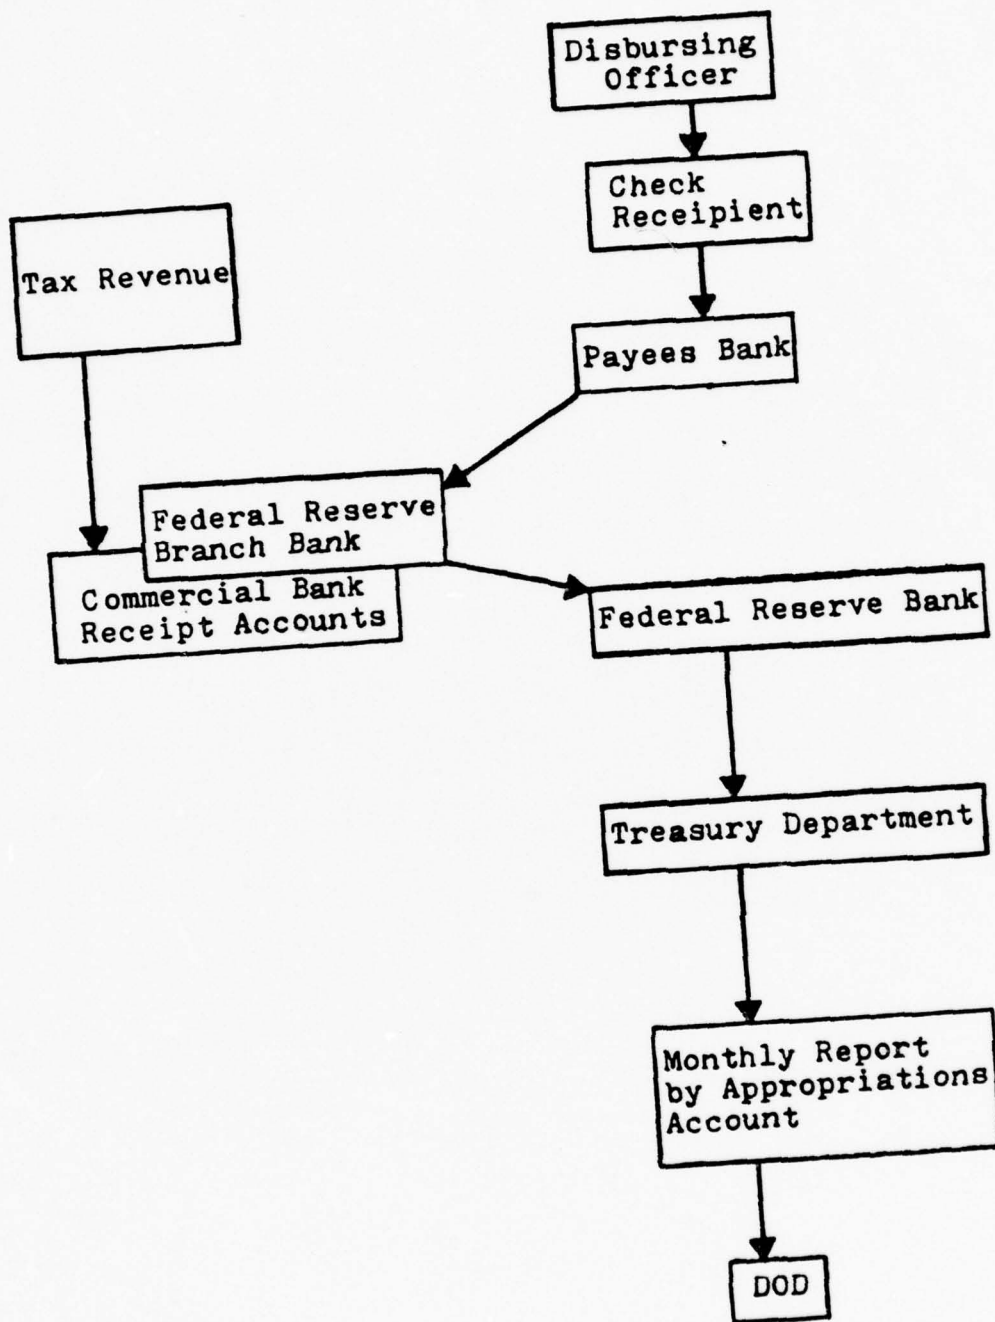 Disbursing
Officer
Check
Receipient
Tax Revenue
Payees Bank
Federal Reserve
Branch Bank
Commercial Bank
Receipt Accounts
Federal Reserve Bank
Treasury Department
Monthly Report
by Appropriations
Account
DOD